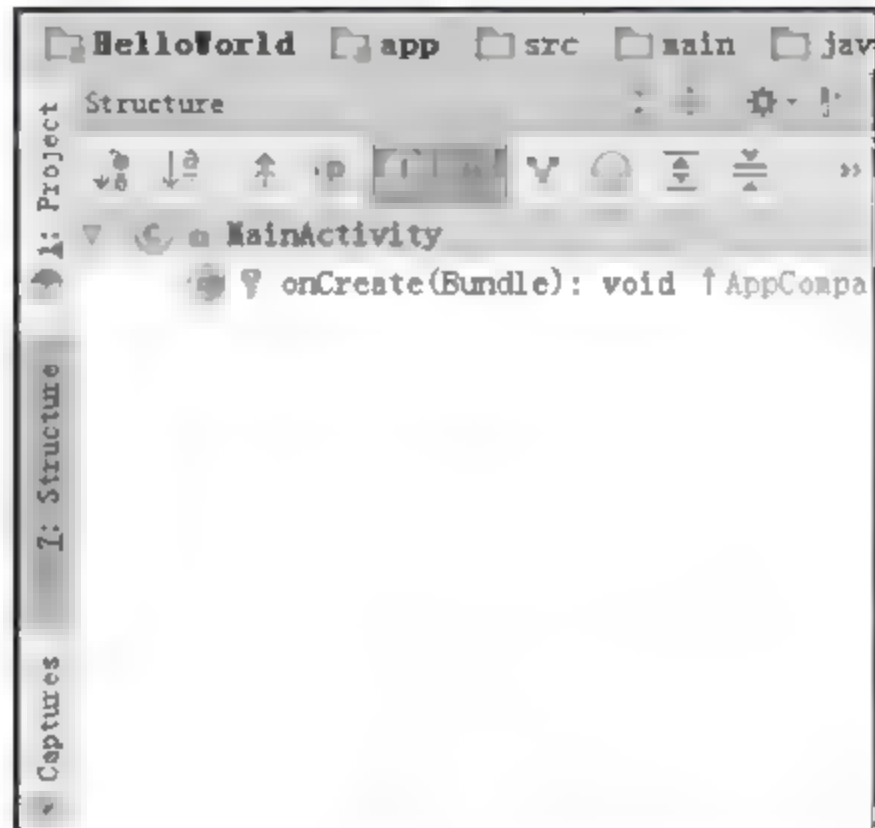 HelloWorld app src main jav
Structure
MainActivity
onCreate(Bundle): void ↑AppCompa
1: Project
7: Structure
Captures